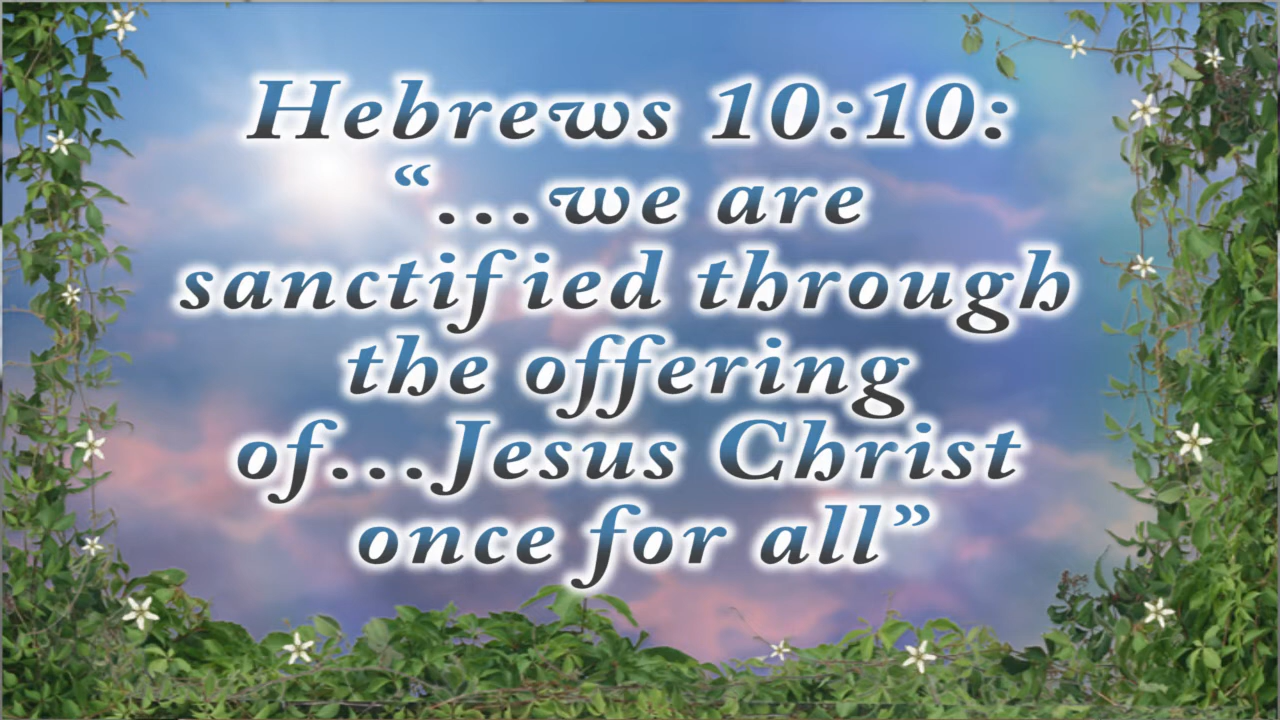 Hebrews 10:10:
“...we are
sanctified through
the offering
of...Jesus Christ
once for all”